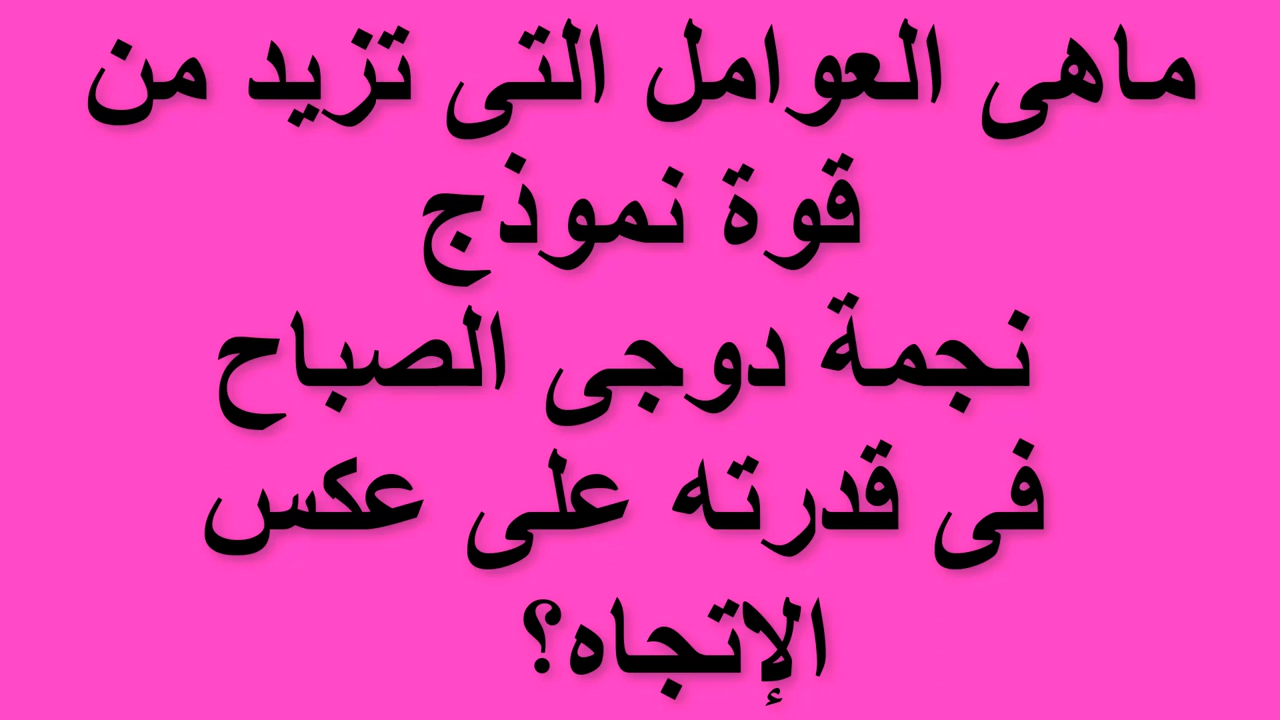 ماهى العوامل التى تزيد من
قوة نموذج
نجمة دوجى الصباح
فى قدرته على عكس
الإتجاه؟